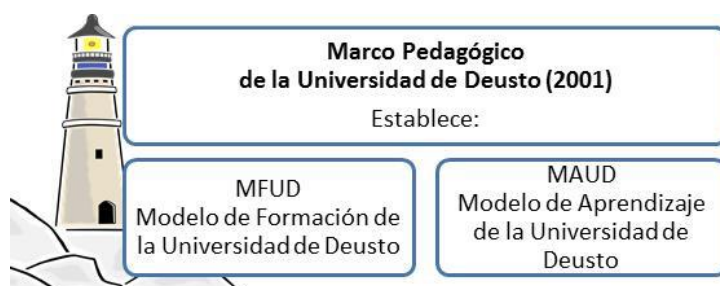 Marco Pedagógico
de la Universidad de Deusto (2001)
Establece:
MFUD
Modelo de Formación de
la Universidad de Deusto
MAUD
Modelo de Aprendizaje
de la Universidad de
Deusto